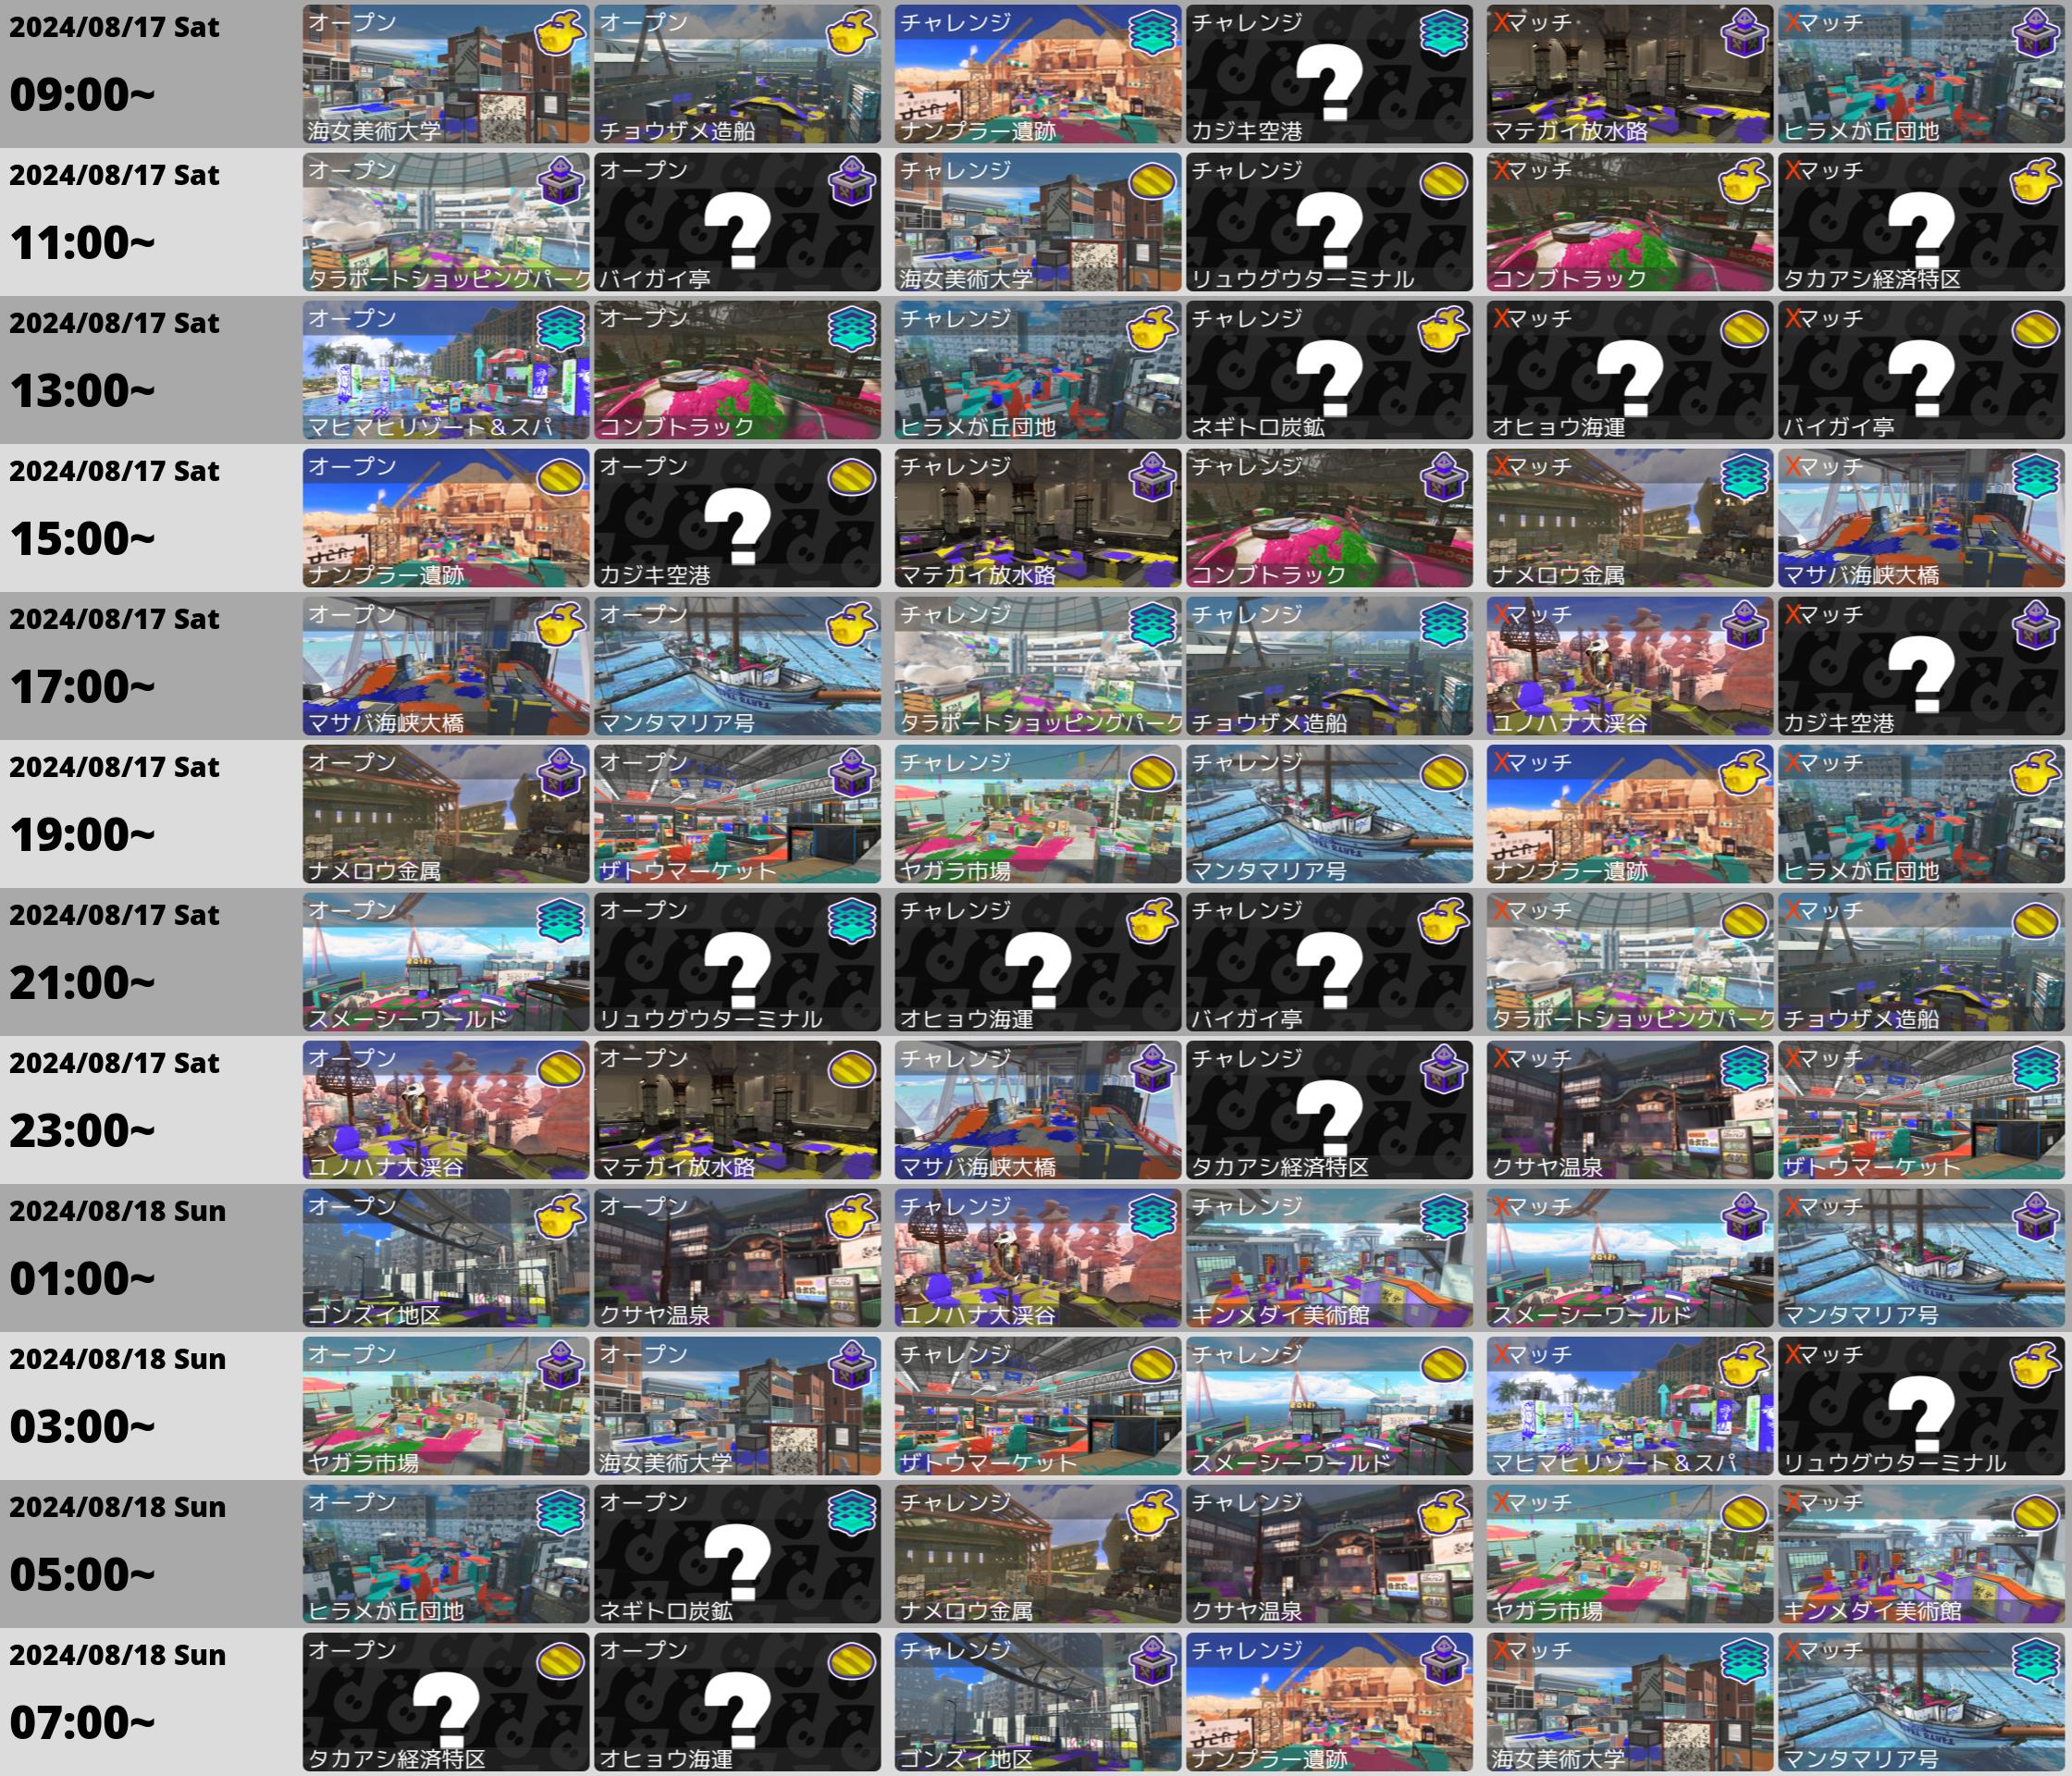 2024/08/17 Sat
09:00~
オープン オープン チャレンジ チャレンジ Xマッチ Xマッチ
海女美術大学 チョウザメ造船 ナンプラー遺跡 カジキ空港 マテガイ放水路 ヒラメが丘団地
2024/08/17 Sat
11:00~
オープン オープン チャレンジ チャレンジ Xマッチ Xマッチ
タラポートショッピングパーク バイガイ亭 海女美術大学 リュウグウターミナル コンブトラック タカアシ経済特区
2024/08/17 Sat
13:00~
オープン オープン チャレンジ チャレンジ Xマッチ Xマッチ
マヒマヒリゾート&スパ コンブトラック ヒラメが丘団地 ネギトロ炭鉱 オヒョウ海運 バイガイ亭
2024/08/17 Sat
15:00~
オープン オープン チャレンジ チャレンジ Xマッチ Xマッチ
ナンプラー遺跡 カジキ空港 マテガイ放水路 コンブトラック ナメロウ金属 マサバ海峡大橋
2024/08/17 Sat
17:00~
オープン オープン チャレンジ チャレンジ Xマッチ Xマッチ
マサバ海峡大橋 マンタマリア号 タラポートショッピングパーク チョウザメ造船 ユノハナ大渓谷 カジキ空港
2024/08/17 Sat
19:00~
オープン オープン チャレンジ チャレンジ Xマッチ Xマッチ
ナメロウ金属 ザトウマーケット ヤガラ市場 マンタマリア号 ナンプラー遺跡 ヒラメが丘団地
2024/08/17 Sat
21:00~
オープン オープン チャレンジ チャレンジ Xマッチ Xマッチ
スメーシーワールド リュウグウターミナル オヒョウ海運 バイガイ亭 タラポートショッピングパーク チョウザメ造船
2024/08/17 Sat
23:00~
オープン オープン チャレンジ チャレンジ Xマッチ Xマッチ
ユノハナ大渓谷 マテガイ放水路 マサバ海峡大橋 タカアシ経済特区 クサヤ温泉 ザトウマーケット
2024/08/18 Sun
01:00~
オープン オープン チャレンジ チャレンジ Xマッチ Xマッチ
ゴンズイ地区 クサヤ温泉 ユノハナ大渓谷 キンメダイ美術館 スメーシーワールド マンタマリア号
2024/08/18 Sun
03:00~
オープン オープン チャレンジ チャレンジ Xマッチ Xマッチ
ヤガラ市場 海女美術大学 ザトウマーケット スメーシーワールド マヒマヒリゾート&スパ リュウグウターミナル
2024/08/18 Sun
05:00~
オープン オープン チャレンジ チャレンジ Xマッチ Xマッチ
ヒラメが丘団地 ネギトロ炭鉱 ナメロウ金属 クサヤ温泉 ヤガラ市場 キンメダイ美術館
2024/08/18 Sun
07:00~
オープン オープン チャレンジ チャレンジ Xマッチ Xマッチ
タカアシ経済特区 オヒョウ海運 ゴンズイ地区 ナンプラー遺跡 海女美術大学 マンタマリア号